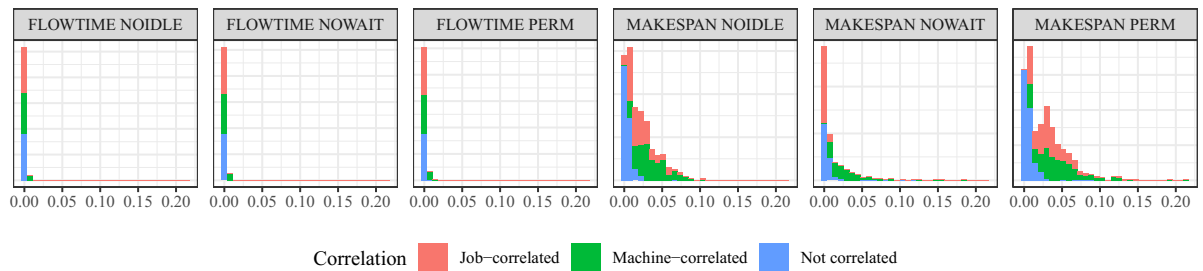 FLOWTIME NOIDLE FLOWTIME NOWAIT FLOWTIME PERM MAKESPAN NOIDLE MAKESPAN NOWAIT MAKESPAN PERM
0.00 0.05 0.10 0.15 0.20 0.00 0.05 0.10 0.15 0.20 0.00 0.05 0.10 0.15 0.20 0.00 0.05 0.10 0.15 0.20 0.00 0.05 0.10 0.15 0.20 0.00 0.05 0.10 0.15 0.20
Correlation Job−correlated Machine−correlated Not correlated